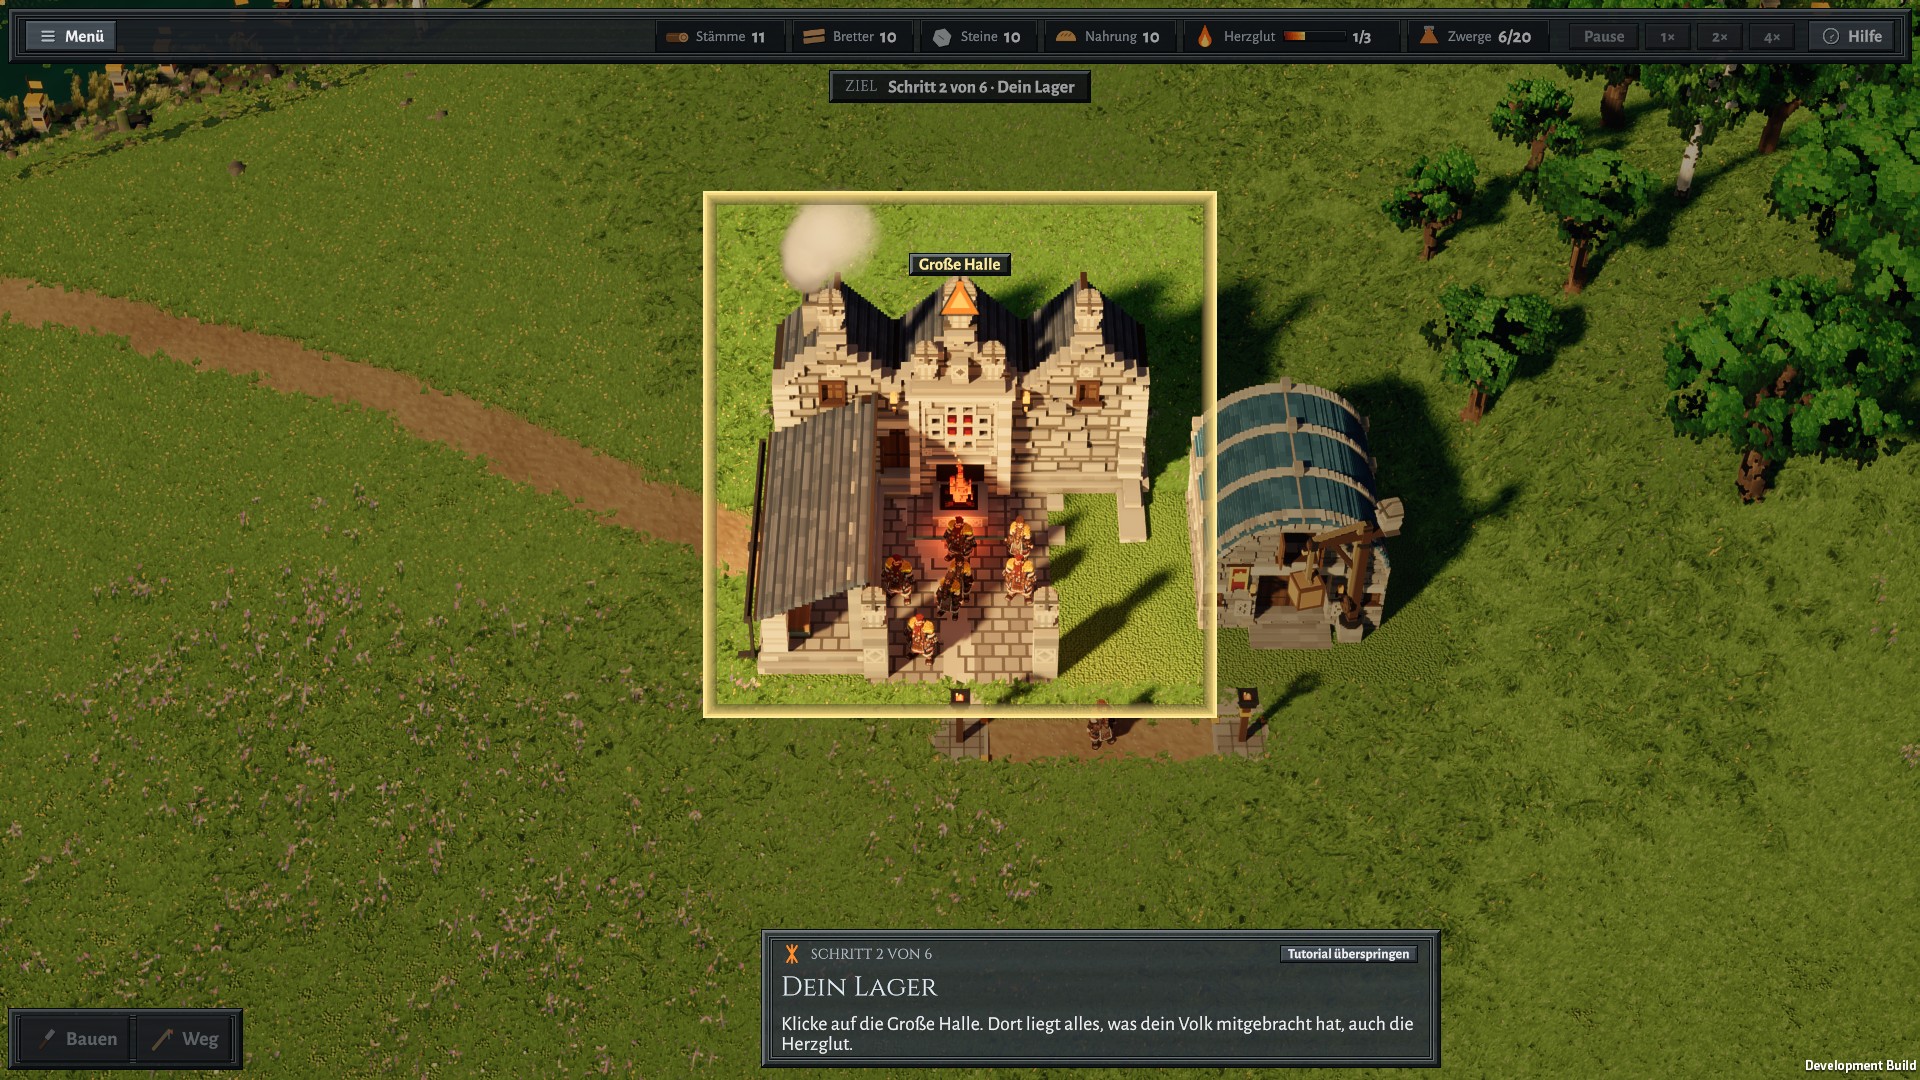 Menü
Stämme 11
Bretter 10
Steine 10
Nahrung 10
Herzglut 1/3
Zwerge 6/20
Pause
1×
2×
4×
Hilfe
ZIEL Schritt 2 von 6 · Dein Lager
Große Halle
SCHRITT 2 VON 6
Tutorial überspringen
DEIN LAGER
Klicke auf die Große Halle. Dort liegt alles, was dein Volk mitgebracht hat, auch die
Herzglut.
Bauen
Weg
Development Build